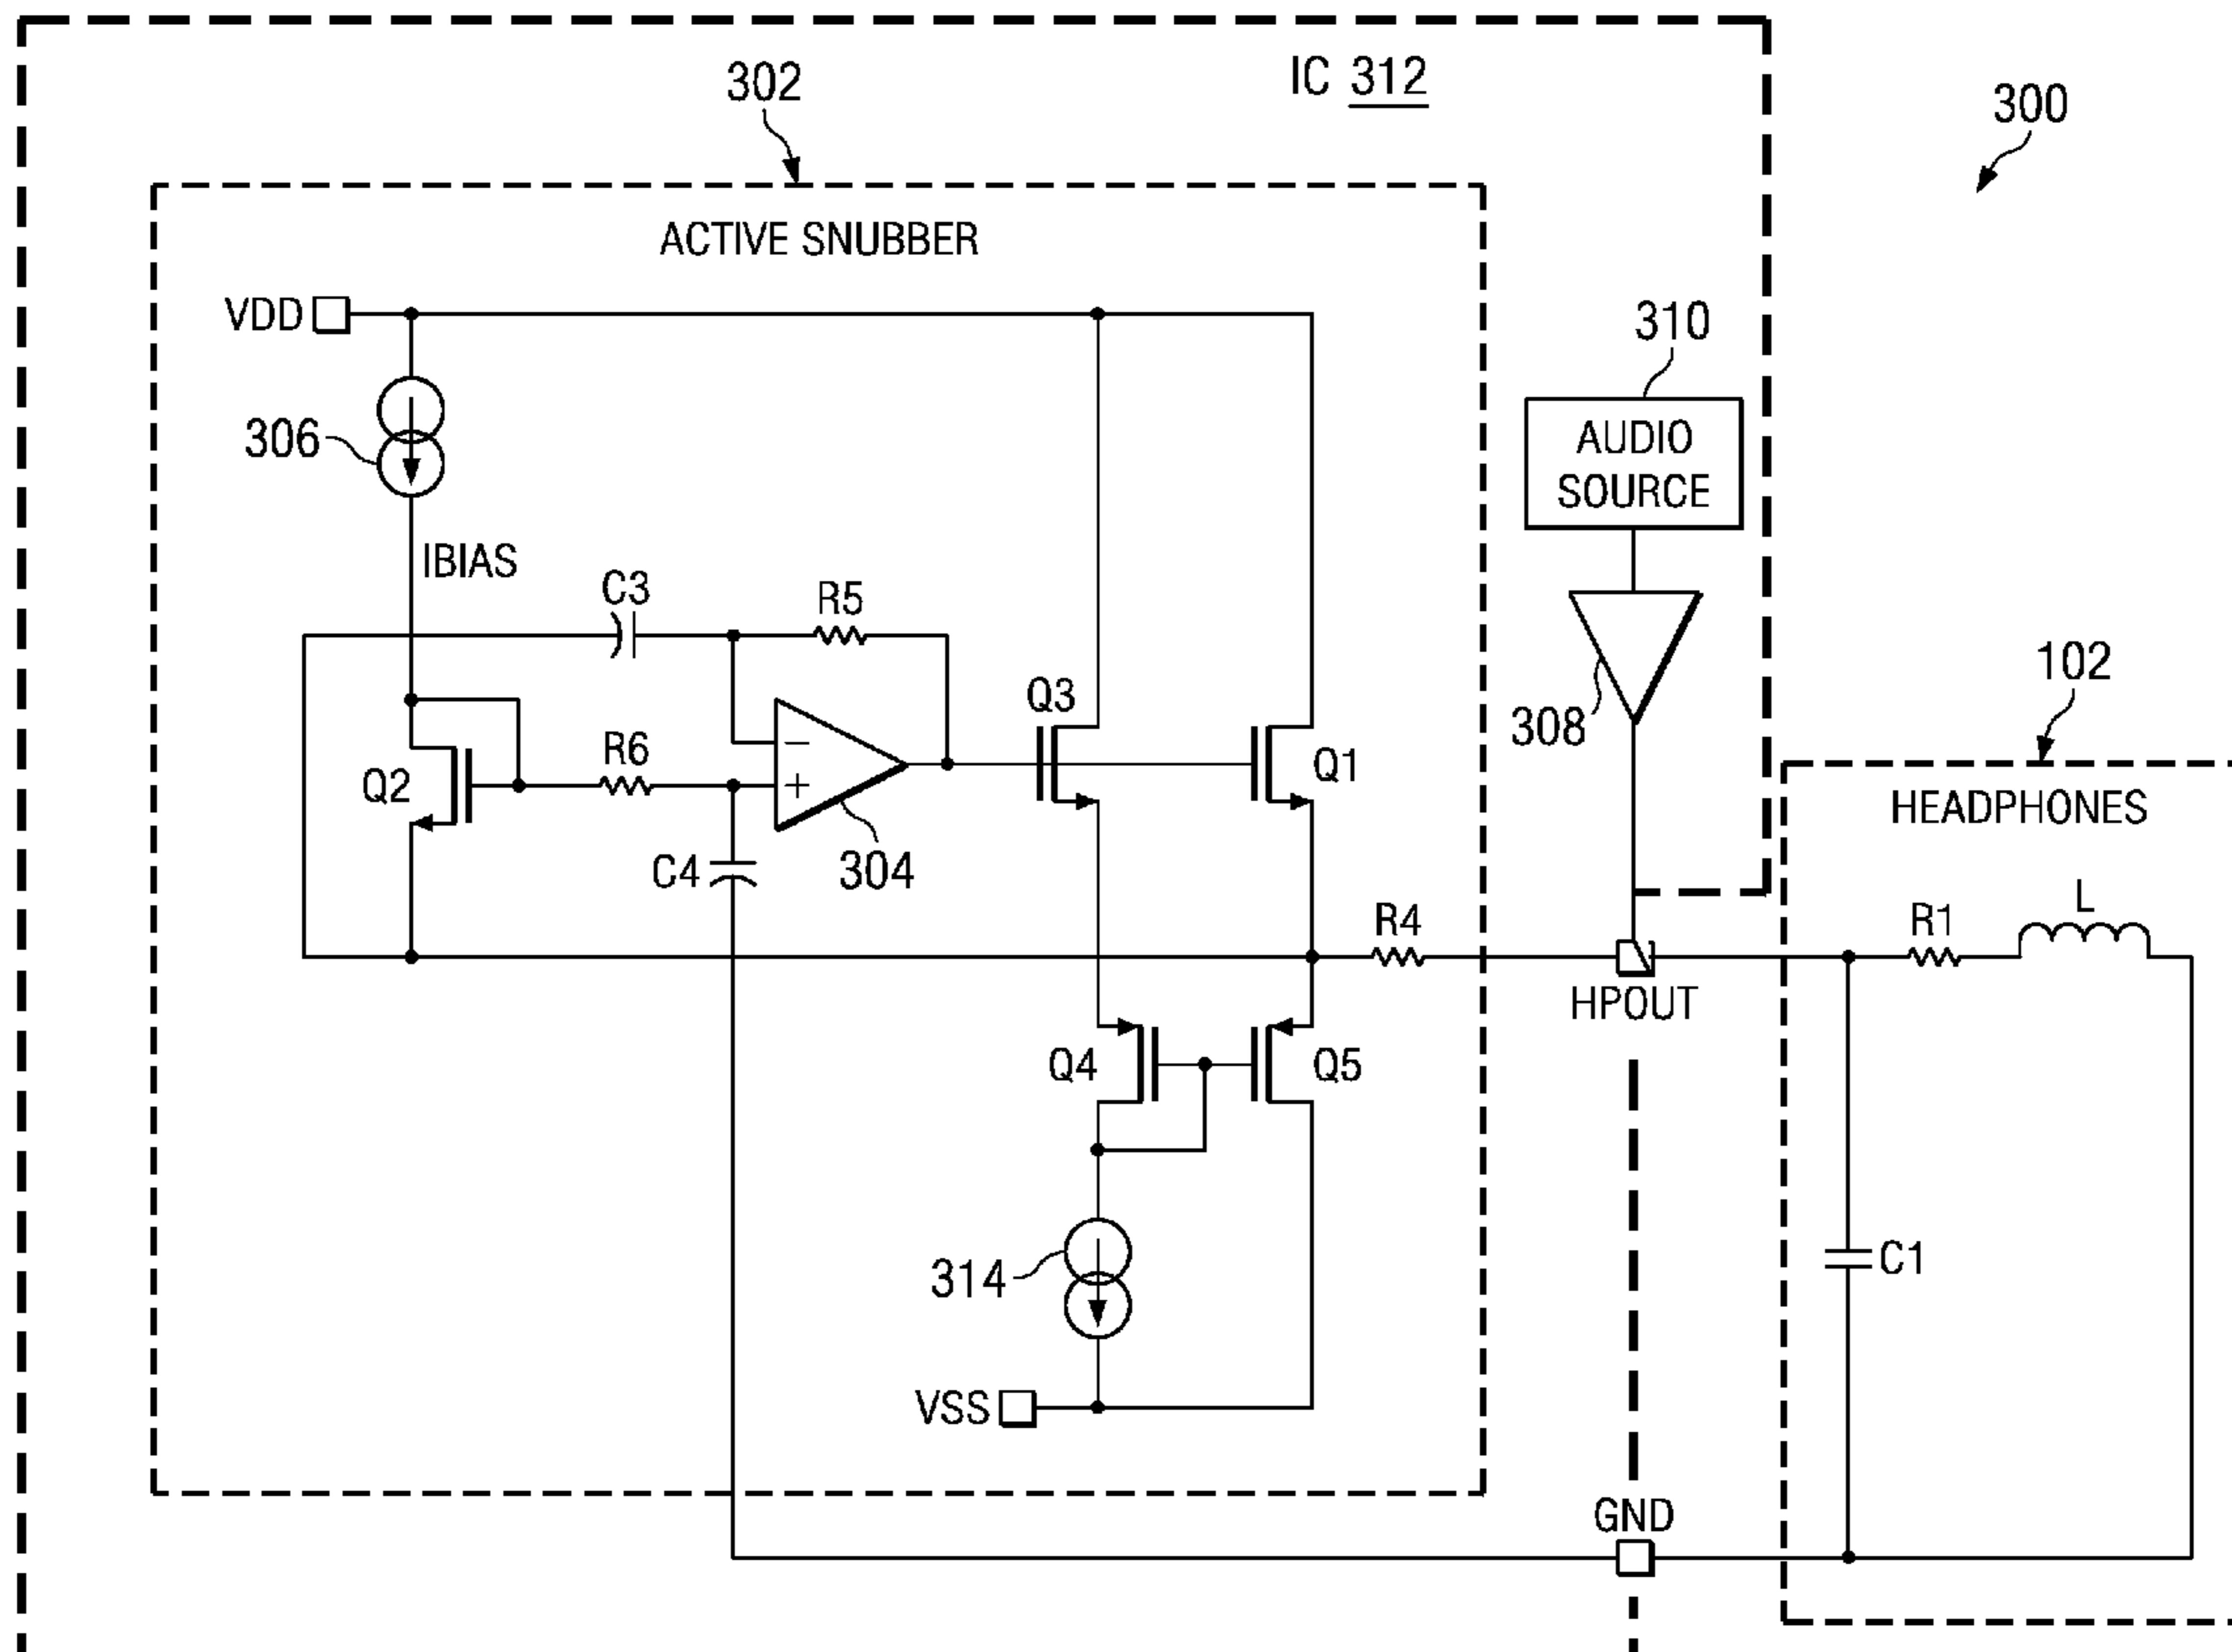 302
IC 312
300
ACTIVE SNUBBER
VDD
310
306
AUDIO
SOURCE
IBIAS
C3
R5
102
Q3
308
R6
Q2
−
+
Q1
HEADPHONES
C4
304
R4
R1
L
HPOUT
Q4
Q5
314
C1
VSS
GND